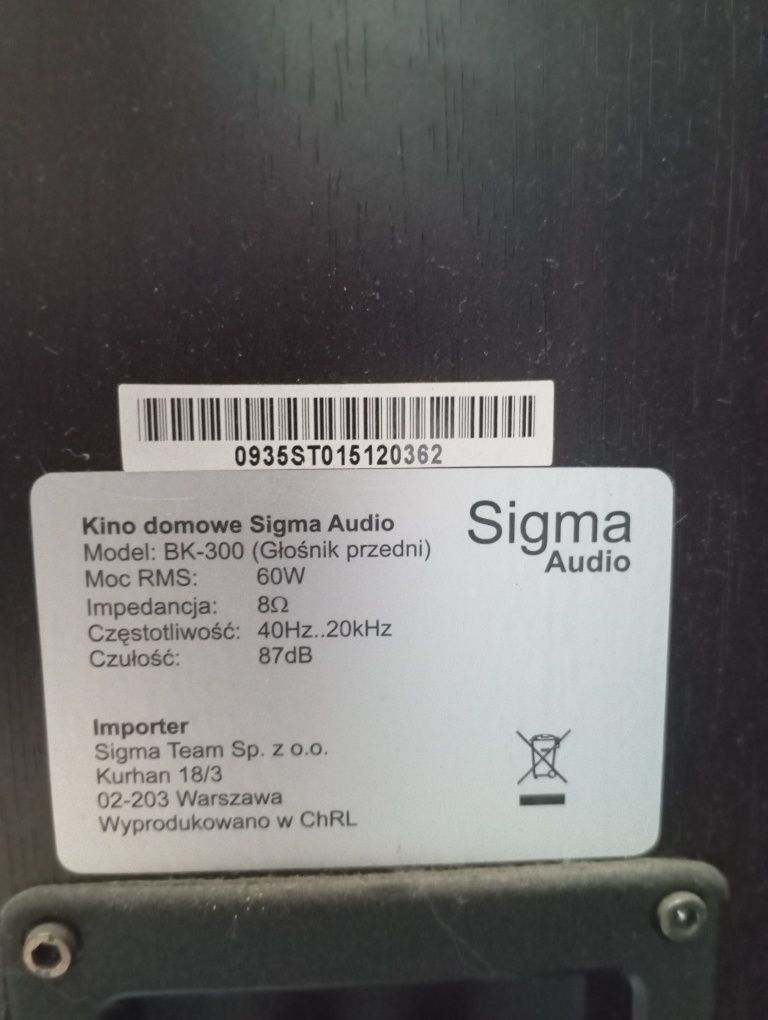 0935ST015120362
Sigma
Audio
Kino domowe Sigma Audio
Model: BK-300 (Głośnik przedni)
Moc RMS: 60W
Impedancja: 8Ω
Częstotliwość: 40Hz..20kHz
Czułość: 87dB
Importer
Sigma Team Sp. z o.o.
Kurhan 18/3
02-203 Warszawa
Wyprodukowano w ChRL